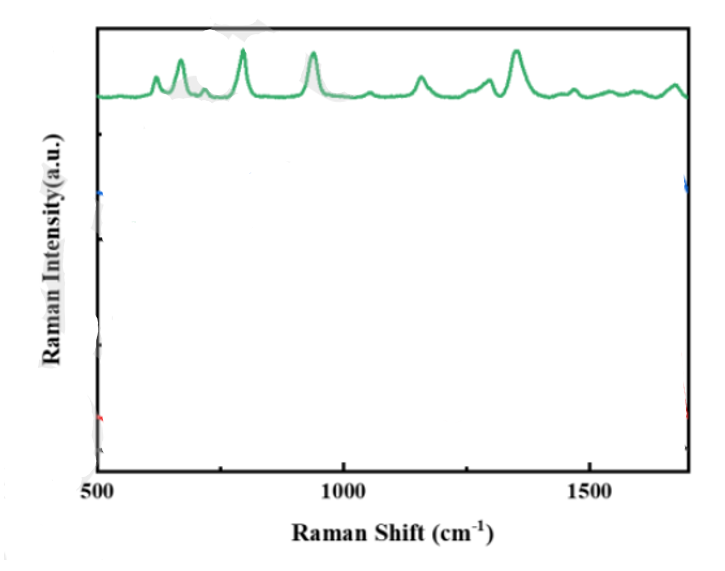 Raman Intensity(a.u.)
500 1000 1500
Raman Shift (cm⁻¹)